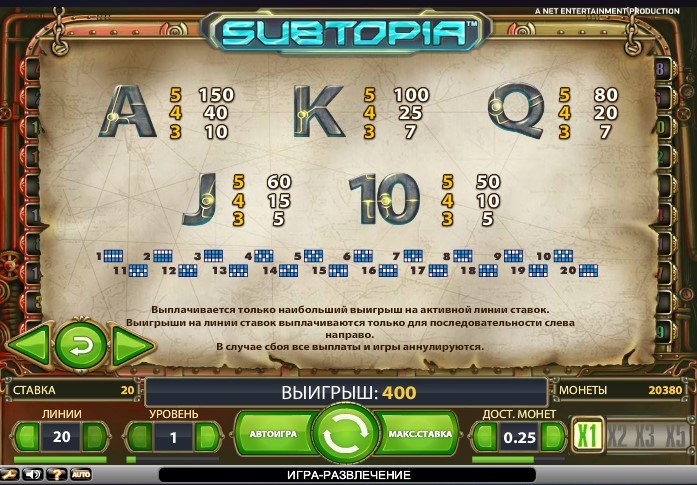 A NET ENTERTAINMENT PRODUCTION
SUBTOPIA™
A 5 150 K 5 100 Q 5 80
4 40 4 25 4 20
3 10 3 7 3 7
J 5 60 10 5 50
4 15 4 10
3 5 3 5
1 2 3 4 5 6 7 8 9 10
11 12 13 14 15 16 17 18 19 20
Выплачивается только наибольший выигрыш на активной линии ставок.
Выигрыши на линии ставок выплачиваются только для последовательности слева
направо.
В случае сбоя все выплаты и игры аннулируются.
СТАВКА 20 ВЫИГРЫШ: 400 МОНЕТЫ 20380
ЛИНИИ УРОВЕНЬ ДОСТ. МОНЕТ
20 1 АВТОИГРА МАКС.СТАВКА 0.25 X1 X2 X3 X5
? AUTO ИГРА-РАЗВЛЕЧЕНИЕ